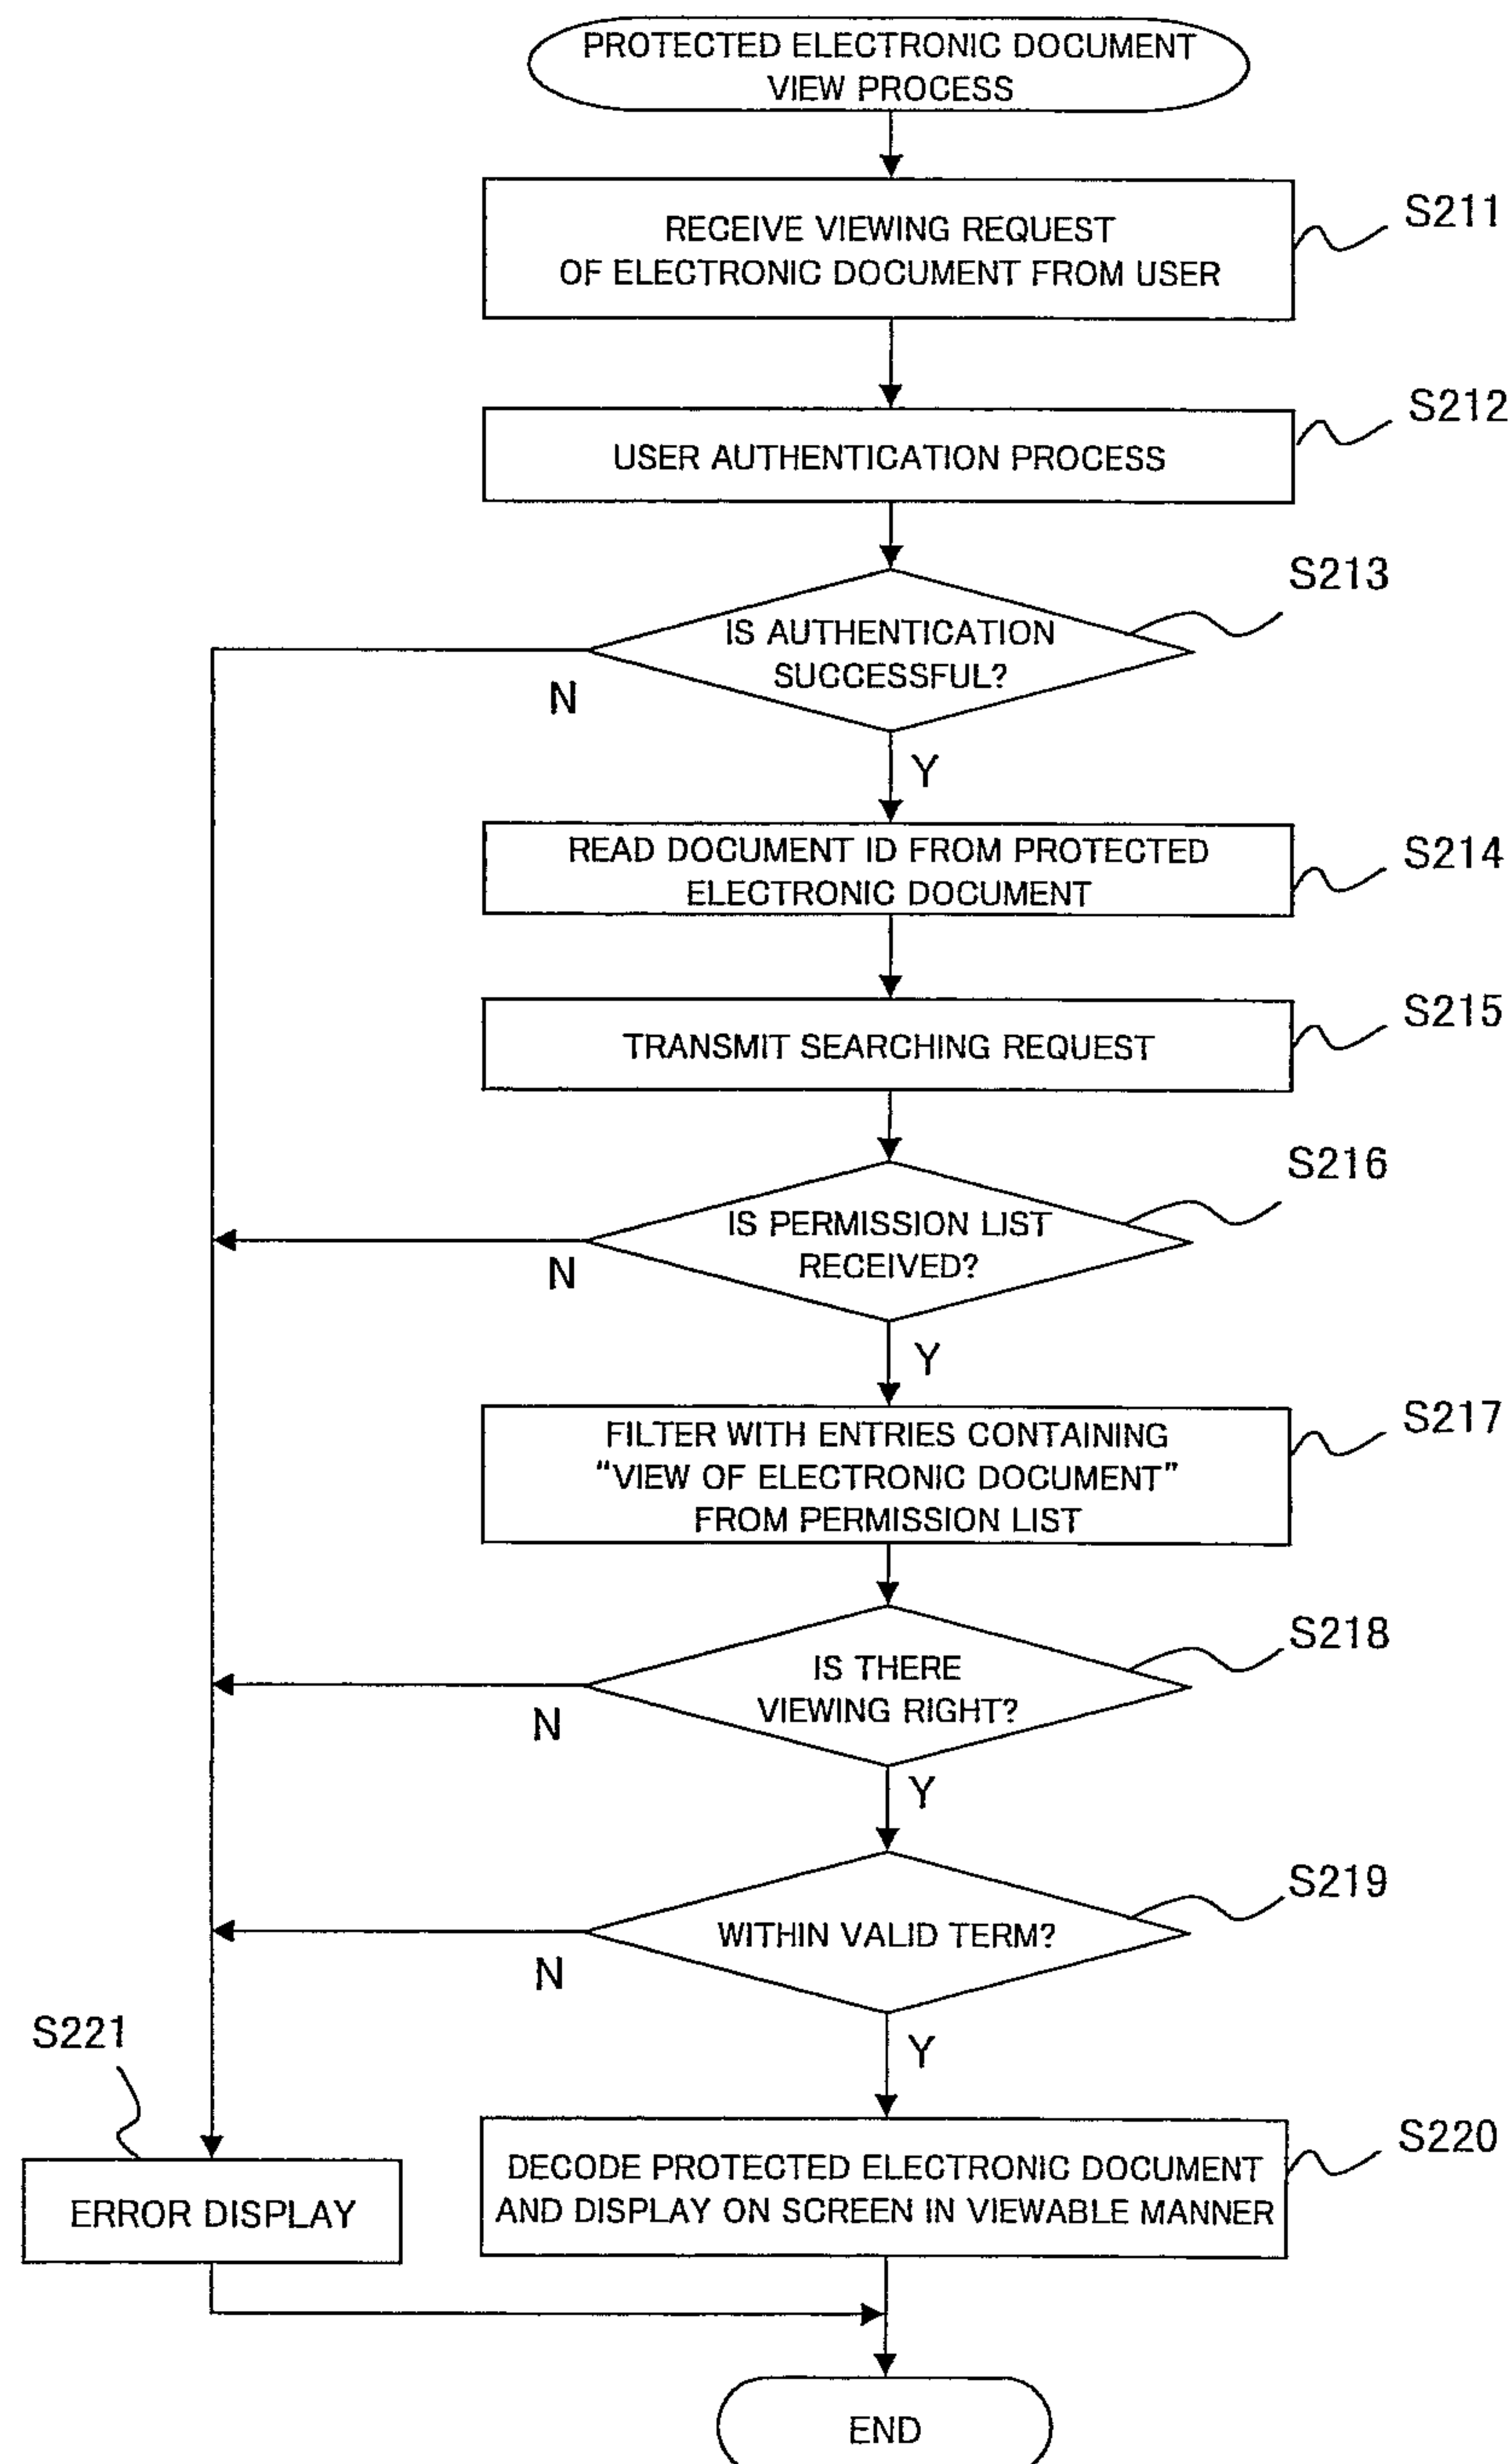 PROTECTED ELECTRONIC DOCUMENT
VIEW PROCESS
RECEIVE VIEWING REQUEST
OF ELECTRONIC DOCUMENT FROM USER
S211
USER AUTHENTICATION PROCESS
S212
IS AUTHENTICATION
SUCCESSFUL?
S213
N
Y
READ DOCUMENT ID FROM PROTECTED
ELECTRONIC DOCUMENT
S214
TRANSMIT SEARCHING REQUEST
S215
IS PERMISSION LIST
RECEIVED?
S216
N
Y
FILTER WITH ENTRIES CONTAINING
“VIEW OF ELECTRONIC DOCUMENT”
FROM PERMISSION LIST
S217
IS THERE
VIEWING RIGHT?
S218
N
Y
WITHIN VALID TERM?
S219
N
Y
S221
ERROR DISPLAY
DECODE PROTECTED ELECTRONIC DOCUMENT
AND DISPLAY ON SCREEN IN VIEWABLE MANNER
S220
END